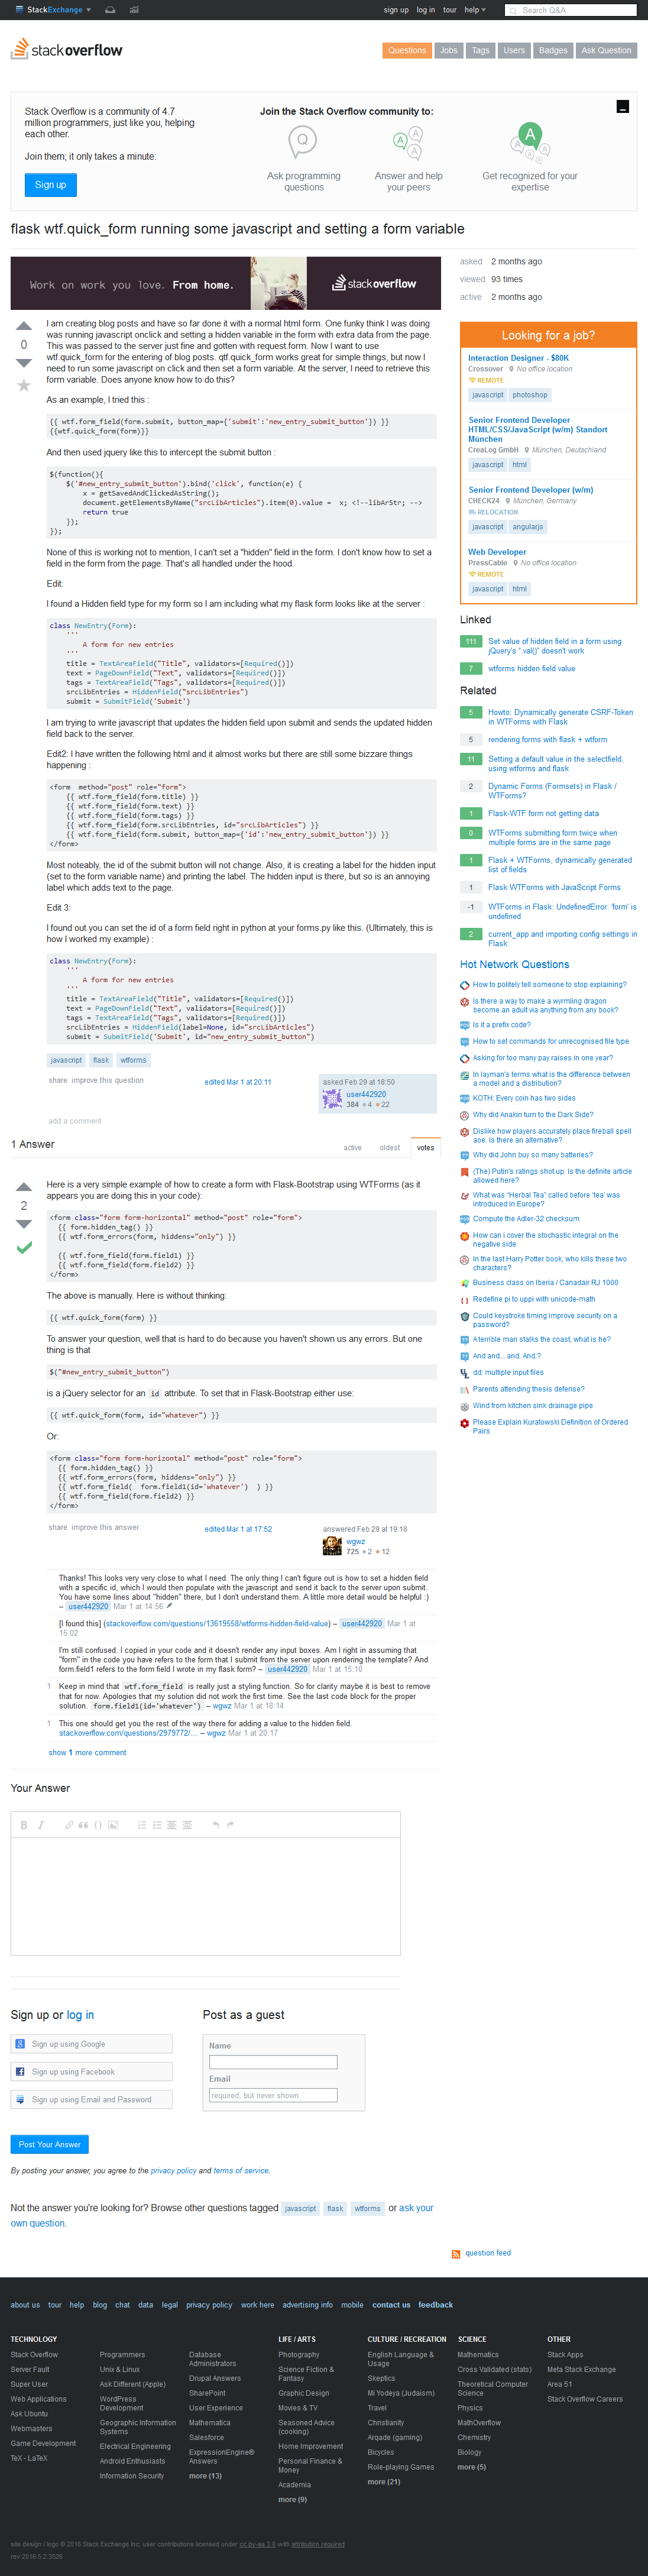 StackExchange
sign up log in tour help
Search Q&A
stackoverflow
Questions Jobs Tags Users Badges Ask Question
Stack Overflow is a community of 4.7
million programmers, just like you, helping
each other.
Join them; it only takes a minute:
Sign up
Join the Stack Overflow community to:
Ask programming
questions
Answer and help
your peers
Get recognized for your
expertise
flask wtf.quick_form running some javascript and setting a form variable
Work on work you love. From home.
stackoverflow
0
I am creating blog posts and have so far done it with a normal html form. One funky think I was doing
was running javascript onclick and setting a hidden variable in the form with extra data from the page.
This was passed to the server just fine and gotten with request.form. Now I want to use
wtf.quick_form for the entering of blog posts. qtf.quick_form works great for simple things, but now I
need to run some javascript on click and then set a form variable. At the server, I need to retrieve this
form variable. Does anyone know how to do this?
As an example, I tried this :
{{ wtf.form_field(form.submit, button_map={'submit':'new_entry_submit_button'}) }}
{{wtf.quick_form(form)}}
And then used jquery like this to intercept the submit button :
$(function(){
$('#new_entry_submit_button').bind('click', function(e) {
x = getSavedAndClickedAsString();
document.getElementsByName("srcLibArticles").item(0).value = x; <!--libArStr; -->
return true
});
});
None of this is working not to mention, I can't set a "hidden" field in the form. I don't know how to set a
field in the form from the page. That's all handled under the hood.
Edit:
I found a Hidden field type for my form so I am including what my flask form looks like at the server :
class NewEntry(Form):
'''
A form for new entries
'''
title = TextAreaField("Title", validators=[Required()])
text = PageDownField("Text", validators=[Required()])
tags = TextAreaField("Tags", validators=[Required()])
srcLibEntries = HiddenField("srcLibEntries")
submit = SubmitField('Submit')
I am trying to write javascript that updates the hidden field upon submit and sends the updated hidden
field back to the server.
Edit2: I have written the following html and it almost works but there are still some bizzare things
happening :
<form method="post" role="form">
{{ wtf.form_field(form.title) }}
{{ wtf.form_field(form.text) }}
{{ wtf.form_field(form.tags) }}
{{ wtf.form_field(form.srcLibEntries, id="srcLibArticles") }}
{{ wtf.form_field(form.submit, button_map={'id':'new_entry_submit_button'}) }}
</form>
Most noteably, the id of the submit button will not change. Also, is creating a label for the hidden input
(set to the form variable name) and printing the label. The hidden input is there, but so is an annoying
label which adds text to the page.
Edit 3:
I found out you can set the id of a form field right in python at your forms.py like this. (Ultimately, this is
how I worked my example) :
class NewEntry(Form):
'''
A form for new entries
'''
title = TextAreaField("Title", validators=[Required()])
text = PageDownField("Text", validators=[Required()])
tags = TextAreaField("Tags", validators=[Required()])
srcLibEntries = HiddenField(label=None, id="srcLibArticles")
submit = SubmitField('Submit', id="new_entry_submit_button")
javascript flask wtforms
share improve this question
edited Mar 1 at 20:11
asked Feb 29 at 18:50
user442920
384 4 22
add a comment
1 Answer
active oldest votes
2
Here is a very simple example of how to create a form with Flask-Bootstrap using WTForms (as it
appears you are doing this in your code):
<form class="form form-horizontal" method="post" role="form">
{{ form.hidden_tag() }}
{{ wtf.form_errors(form, hiddens="only") }}
{{ wtf.form_field(form.field1) }}
{{ wtf.form_field(form.field2) }}
</form>
The above is manually. Here is without thinking:
{{ wtf.quick_form(form) }}
To answer your question, well that is hard to do because you haven't shown us any errors. But one
thing is that
$("#new_entry_submit_button")
is a jQuery selector for an id attribute. To set that in Flask-Bootstrap either use:
{{ wtf.quick_form(form, id="whatever") }}
Or:
<form class="form form-horizontal" method="post" role="form">
{{ form.hidden_tag() }}
{{ wtf.form_errors(form, hiddens="only") }}
{{ wtf.form_field( form.field1(id='whatever') ) }}
{{ wtf.form_field(form.field2) }}
</form>
share improve this answer
edited Mar 1 at 17:52
answered Feb 29 at 19:18
wgwz
725 2 12
Thanks! This looks very very close to what I need. The only thing I can't figure out is how to set a hidden field
with a specific id, which I would then populate with the javascript and send it back to the server upon submit.
You have some lines about "hidden" there, but I don't understand them. A little more detail would be helpful :)
– user442920 Mar 1 at 14:56
[I found this] (stackoverflow.com/questions/13619558/wtforms-hidden-field-value) – user442920 Mar 1 at
15:02
I'm still confused. I copied in your code and it doesn't render any input boxes. Am I right in assuming that
"form" in the code you have refers to the form that I submit from the server upon rendering the template? And
form.field1 refers to the form field I wrote in my flask form? – user442920 Mar 1 at 15:10
1 Keep in mind that wtf.form_field is really just a styling function. So for clarity maybe it is best to remove
that for now. Apologies that my solution did not work the first time. See the last code block for the proper
solution. form.field1(id='whatever') – wgwz Mar 1 at 18:14
1 This one should get you the rest of the way there for adding a value to the hidden field.
stackoverflow.com/questions/2979772/… – wgwz Mar 1 at 20:17
show 1 more comment
Your Answer
Sign up or log in
Sign up using Google
Sign up using Facebook
Sign up using Email and Password
Post as a guest
Name
Email
required, but never shown
Post Your Answer
By posting your answer, you agree to the privacy policy and terms of service.
Not the answer you're looking for? Browse other questions tagged javascript flask wtforms or ask your
own question.
asked 2 months ago
viewed 93 times
active 2 months ago
Looking for a job?
Interaction Designer - $80K
Crossover No office location
REMOTE
javascript photoshop
Senior Frontend Developer
HTML/CSS/JavaScript (w/m) Standort
München
CreaLog GmbH München, Deutschland
javascript html
Senior Frontend Developer (w/m)
CHECK24 München, Germany
RELOCATION
javascript angularjs
Web Developer
PressCable No office location
REMOTE
javascript html
Linked
111 Set value of hidden field in a form using
jQuery's ".val()" doesn't work
7 wtforms hidden field value
Related
5 Howto: Dynamically generate CSRF-Token
in WTForms with Flask
5 rendering forms with flask + wtform
11 Setting a default value in the selectfield,
using wtforms and flask
2 Dynamic Forms (Formsets) in Flask /
WTForms?
1 Flask-WTF form not getting data
0 WTForms submitting form twice when
multiple forms are in the same page
1 Flask + WTForms, dynamically generated
list of fields
1 Flask WTForms with JavaScript Forms
-1 WTForms in Flask: UndefinedError: 'form' is
undefined
2 current_app and importing config settings in
Flask
Hot Network Questions
How to politely tell someone to stop explaining?
Is there a way to make a wyrmling dragon
become an adult via anything from any book?
Is it a prefix code?
How to set commands for unrecognised file type
Asking for too many pay raises in one year?
In layman's terms what is the difference between
a model and a distribution?
KOTH: Every coin has two sides
Why did Anakin turn to the Dark Side?
Dislike how players accurately place fireball spell
aoe. Is there an alternative?
Why did John buy so many batteries?
(The) Putin's ratings shot up. Is the definite article
allowed here?
What was "Herbal Tea" called before 'tea' was
introduced in Europe?
Compute the Adler-32 checksum
How can i cover the stochastic integral on the
negative side
In the last Harry Potter book, who kills these two
characters?
Business class on Iberia / Canadair RJ 1000
Redefine pi to uppi with unicode-math
Could keystroke timing improve security on a
password?
A terrible man stalks the coast, what is he?
And and... and. And.?
dd: multiple input files
Parents attending thesis defense?
Wind from kitchen sink drainage pipe
Please Explain Kuratowski Definition of Ordered
Pairs
question feed
about us tour help blog chat data legal privacy policy work here advertising info mobile contact us feedback
TECHNOLOGY
Stack Overflow
Server Fault
Super User
Web Applications
Ask Ubuntu
Webmasters
Game Development
TeX - LaTeX
Programmers
Unix & Linux
Ask Different (Apple)
WordPress
Development
Geographic Information
Systems
Electrical Engineering
Android Enthusiasts
Information Security
Database
Administrators
Drupal Answers
SharePoint
User Experience
Mathematica
Salesforce
ExpressionEngine®
Answers
more (13)
LIFE / ARTS
Photography
Science Fiction &
Fantasy
Graphic Design
Movies & TV
Seasoned Advice
(cooking)
Home Improvement
Personal Finance &
Money
Academia
more (9)
CULTURE / RECREATION
English Language &
Usage
Skeptics
Mi Yodeya (Judaism)
Travel
Christianity
Arqade (gaming)
Bicycles
Role-playing Games
more (21)
SCIENCE
Mathematics
Cross Validated (stats)
Theoretical Computer
Science
Physics
MathOverflow
Chemistry
Biology
more (5)
OTHER
Stack Apps
Meta Stack Exchange
Area 51
Stack Overflow Careers
site design / logo © 2016 Stack Exchange Inc; user contributions licensed under cc by-sa 3.0 with attribution required
rev 2016.5.2.3526